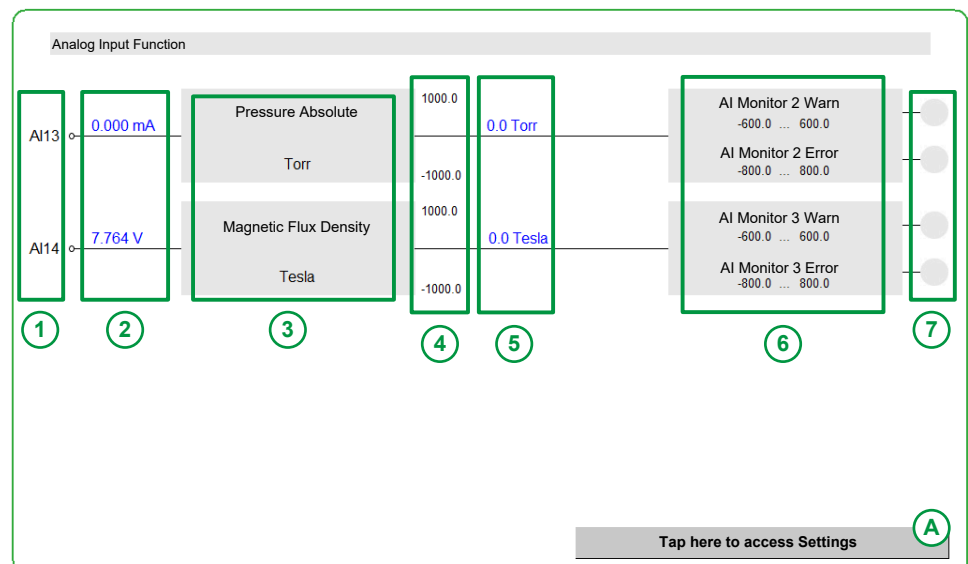 Analog Input Function
AI13
0.000 mA
Pressure Absolute
Torr
1000.0
-1000.0
0.0 Torr
AI Monitor 2 Warn
-600.0 ... 600.0
AI Monitor 2 Error
-800.0 ... 800.0
AI14
7.764 V
Magnetic Flux Density
Tesla
1000.0
-1000.0
0.0 Tesla
AI Monitor 3 Warn
-600.0 ... 600.0
AI Monitor 3 Error
-800.0 ... 800.0
1 2 3 4 5 6 7
A
Tap here to access Settings